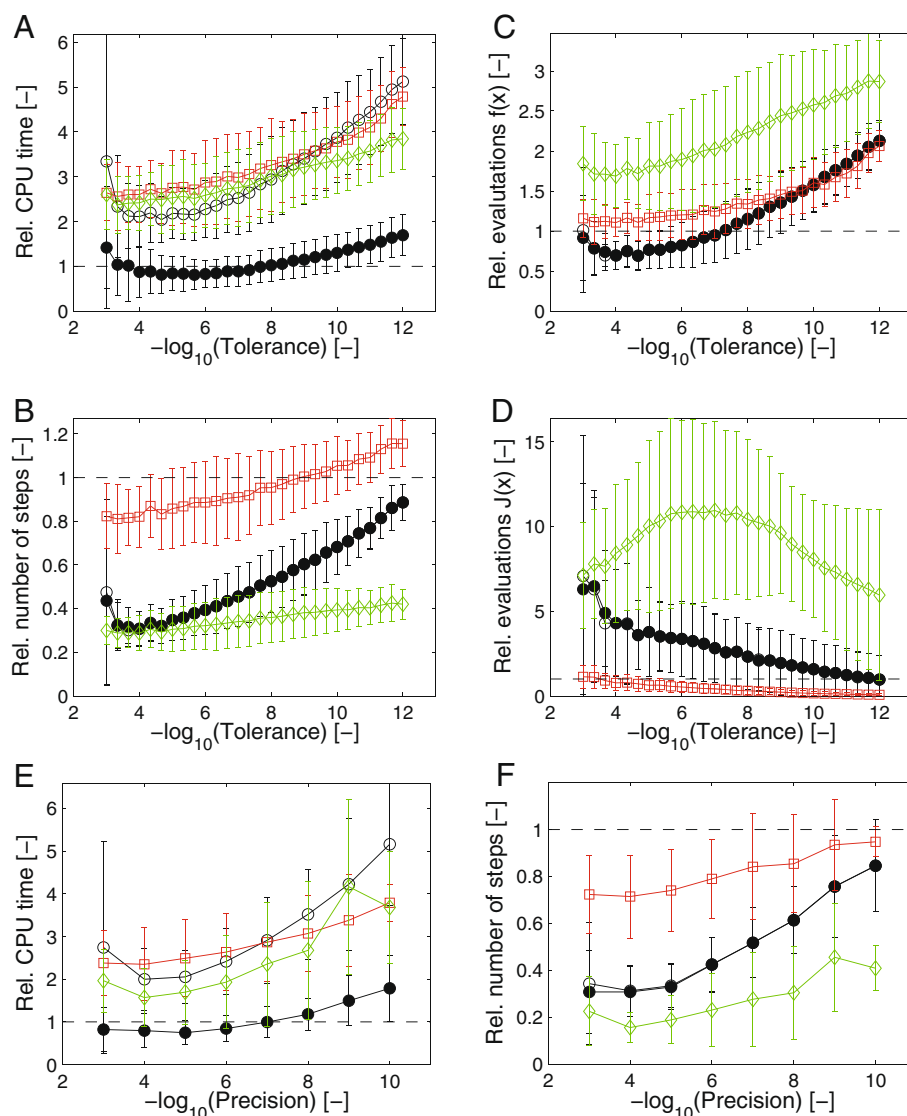 A
Rel. CPU time [−]
6
5
4
3
2
1
0
2 4 6 8 10 12
−log10(Tolerance) [−]
C
Rel. evalutations f(x) [−]
3
2.5
2
1.5
1
0.5
0
2 4 6 8 10 12
−log10(Tolerance) [−]
B
Rel. number of steps [−]
1.2
1
0.8
0.6
0.4
0.2
0
2 4 6 8 10 12
−log10(Tolerance) [−]
D
Rel. evaluations J(x) [−]
15
10
5
0
2 4 6 8 10 12
−log10(Tolerance) [−]
E
Rel. CPU time [−]
6
5
4
3
2
1
0
2 4 6 8 10
−log10(Precision) [−]
F
Rel. number of steps [−]
1
0.8
0.6
0.4
0.2
0
2 4 6 8 10
−log10(Precision) [−]